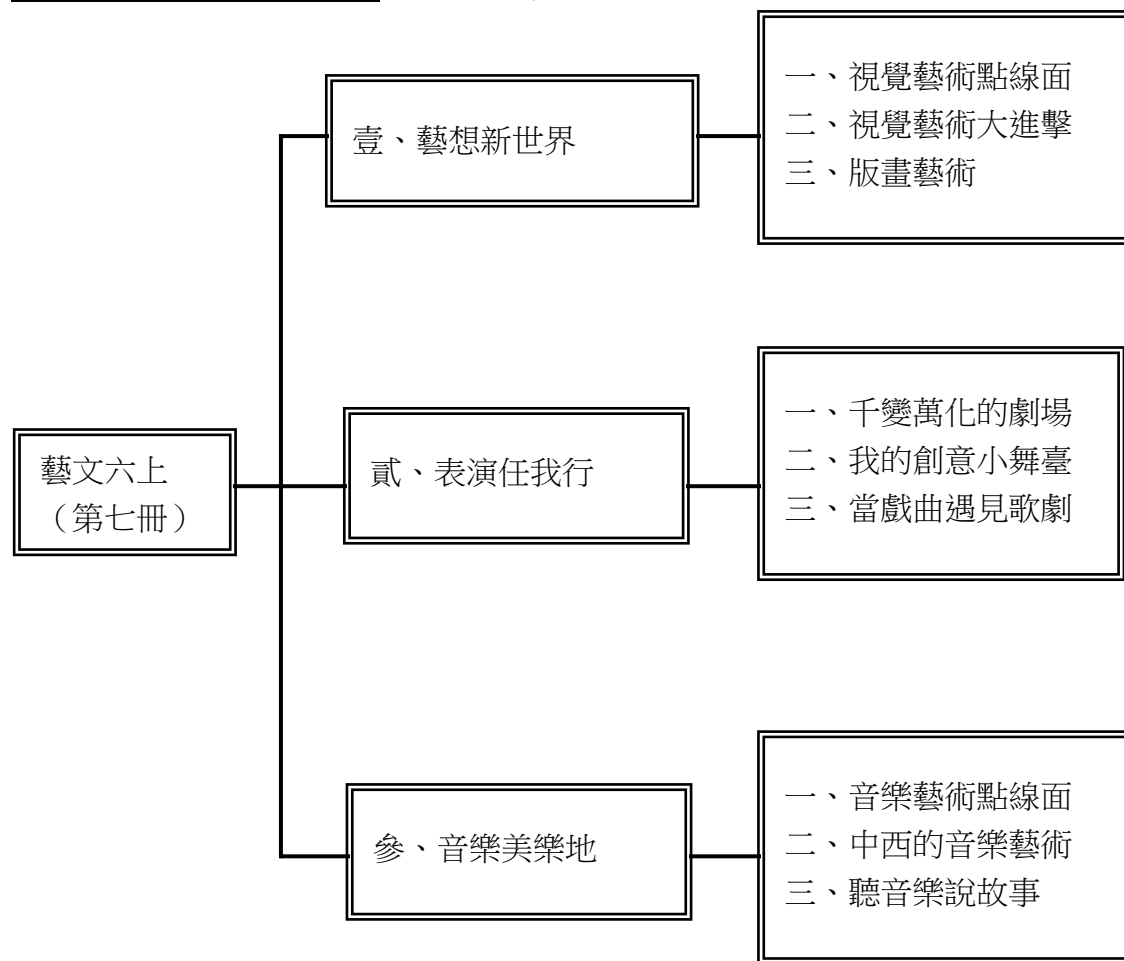 藝文六上
（第七冊）
壹、藝想新世界
一、視覺藝術點線面
二、視覺藝術大進擊
三、版畫藝術
貳、表演任我行
一、千變萬化的劇場
二、我的創意小舞臺
三、當戲曲遇見歌劇
參、音樂美樂地
一、音樂藝術點線面
二、中西的音樂藝術
三、聽音樂說故事